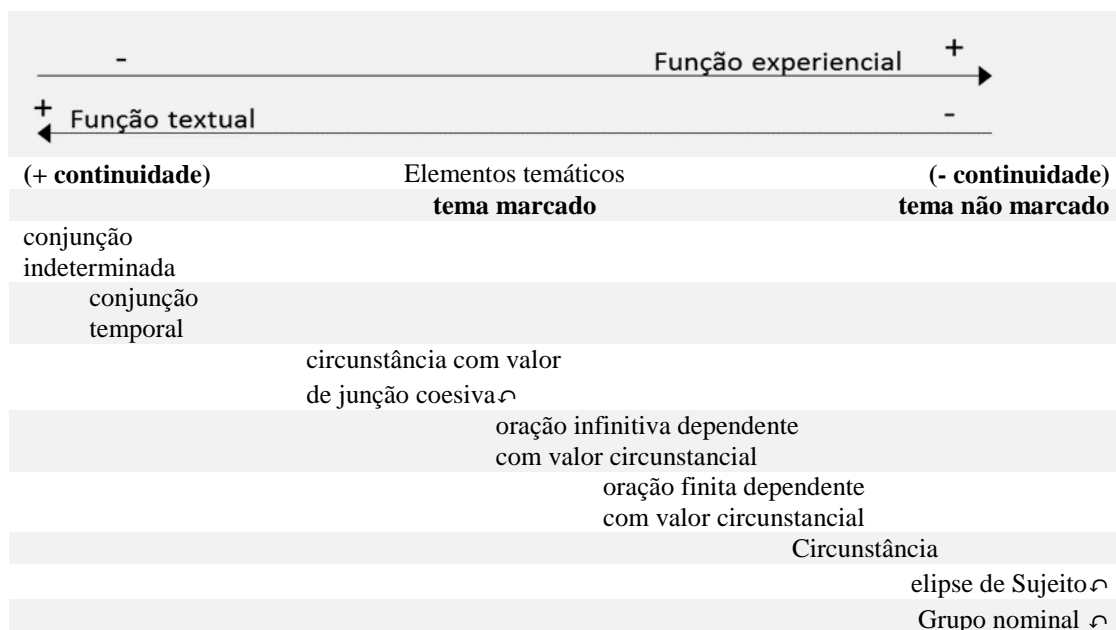 - Função experiencial +
+ Função textual -
(+ continuidade) Elementos temáticos (- continuidade)
tema marcado tema não marcado
conjunção
indeterminada
conjunção
temporal
circunstância com valor
de junção coesiva
oração infinitiva dependente
com valor circunstancial
oração finita dependente
com valor circunstancial
Circunstância
elipse de Sujeito
Grupo nominal